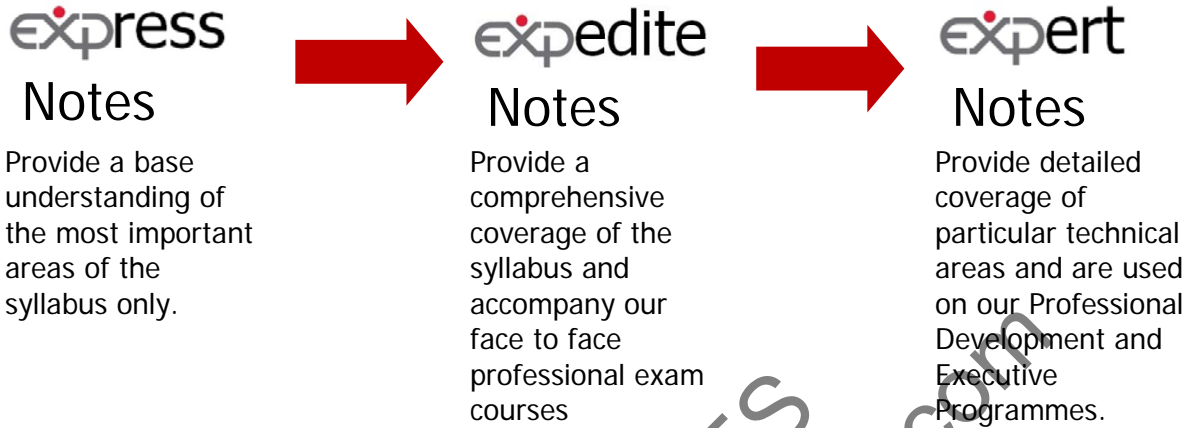 express
Notes
Provide a base
understanding of
the most important
areas of the
syllabus only.
expedite
Notes
Provide a
comprehensive
coverage of the
syllabus and
accompany our
face to face
professional exam
courses
expert
Notes
Provide detailed
coverage of
particular technical
areas and are used
on our Professional
Development and
Executive
Programmes.
S
com